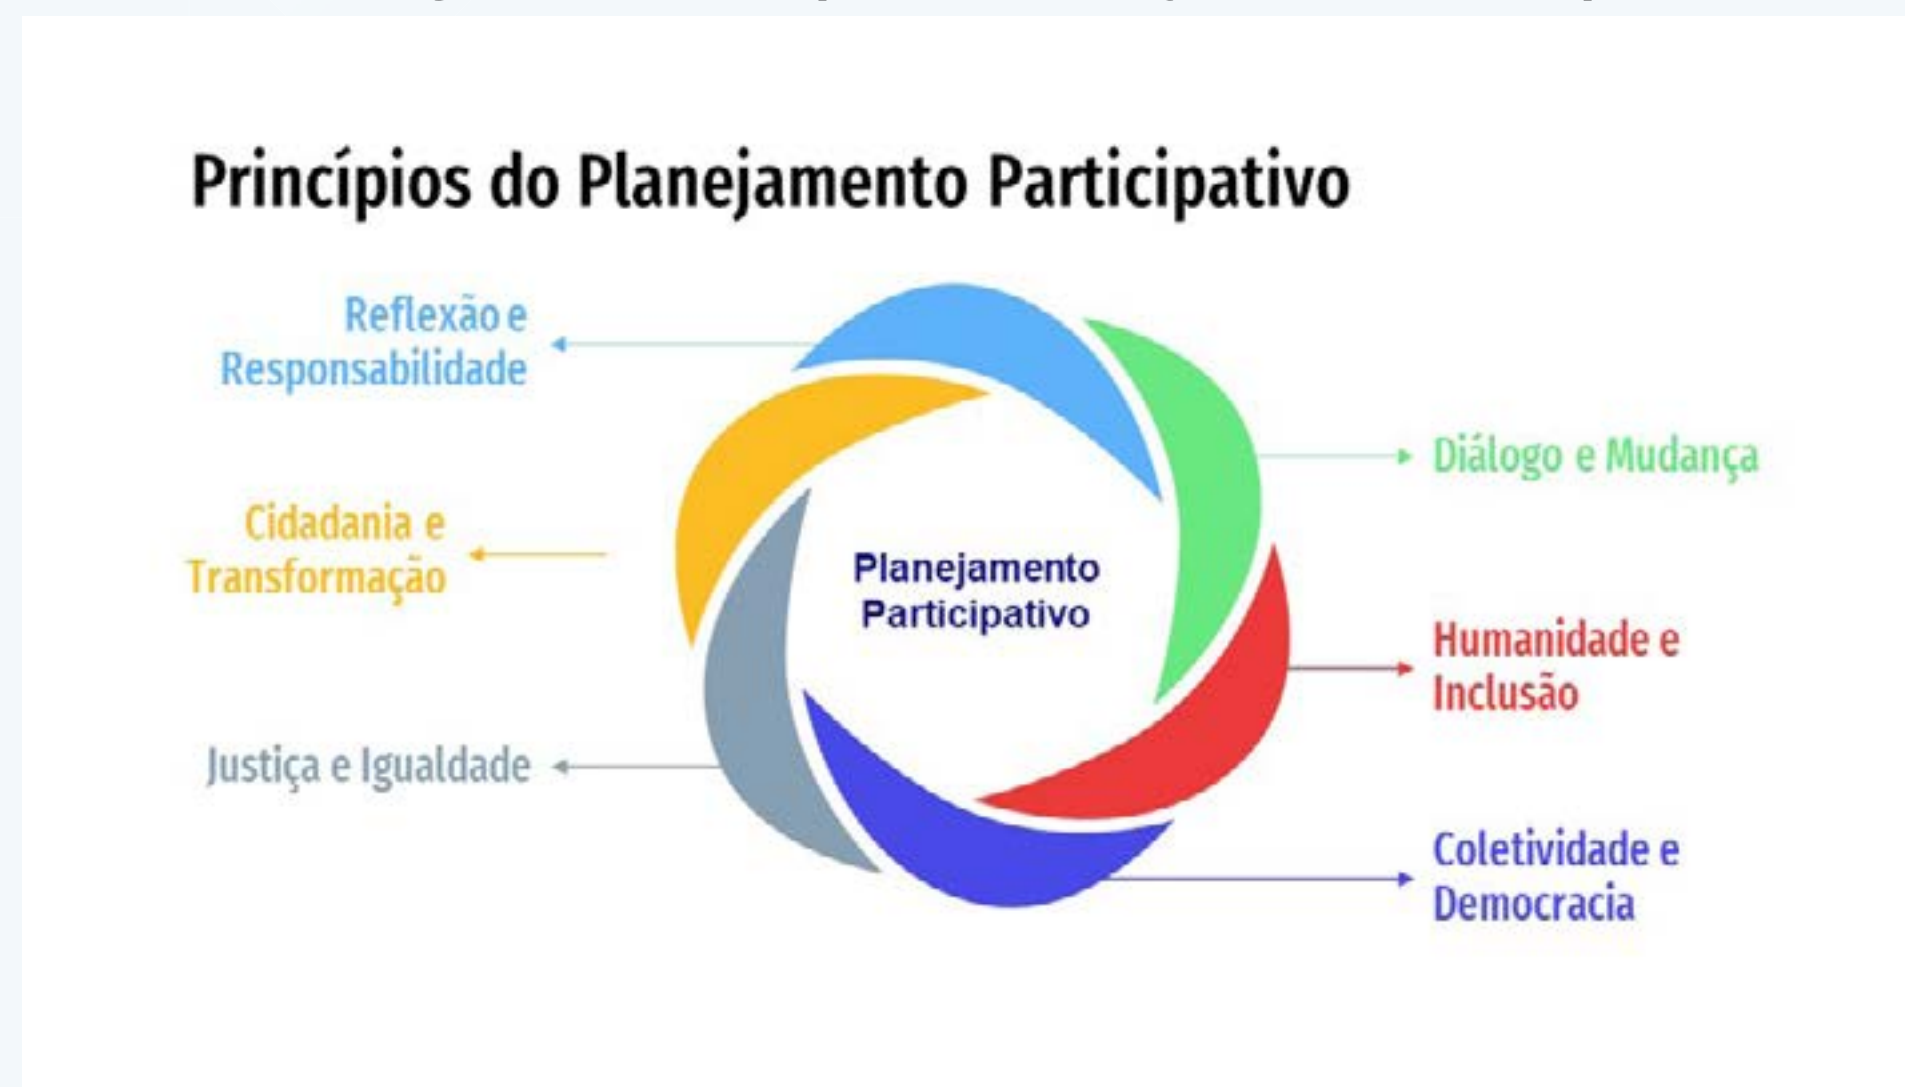 Princípios do Planejamento Participativo
Reflexão e
Responsabilidade
Diálogo e Mudança
Cidadania e
Transformação
Planejamento
Participativo
Humanidade e
Inclusão
Justiça e Igualdade
Coletividade e
Democracia